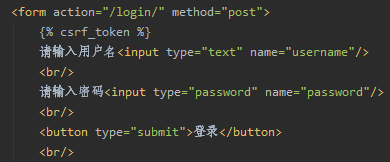 <form action="/login/" method="post">
{% csrf_token %}
请输入用户名<input type="text" name="username"/>
<br/>
请输入密码<input type="password" name="password"/>
<br/>
<br/>
<button type="submit">登录</button>
<br/>